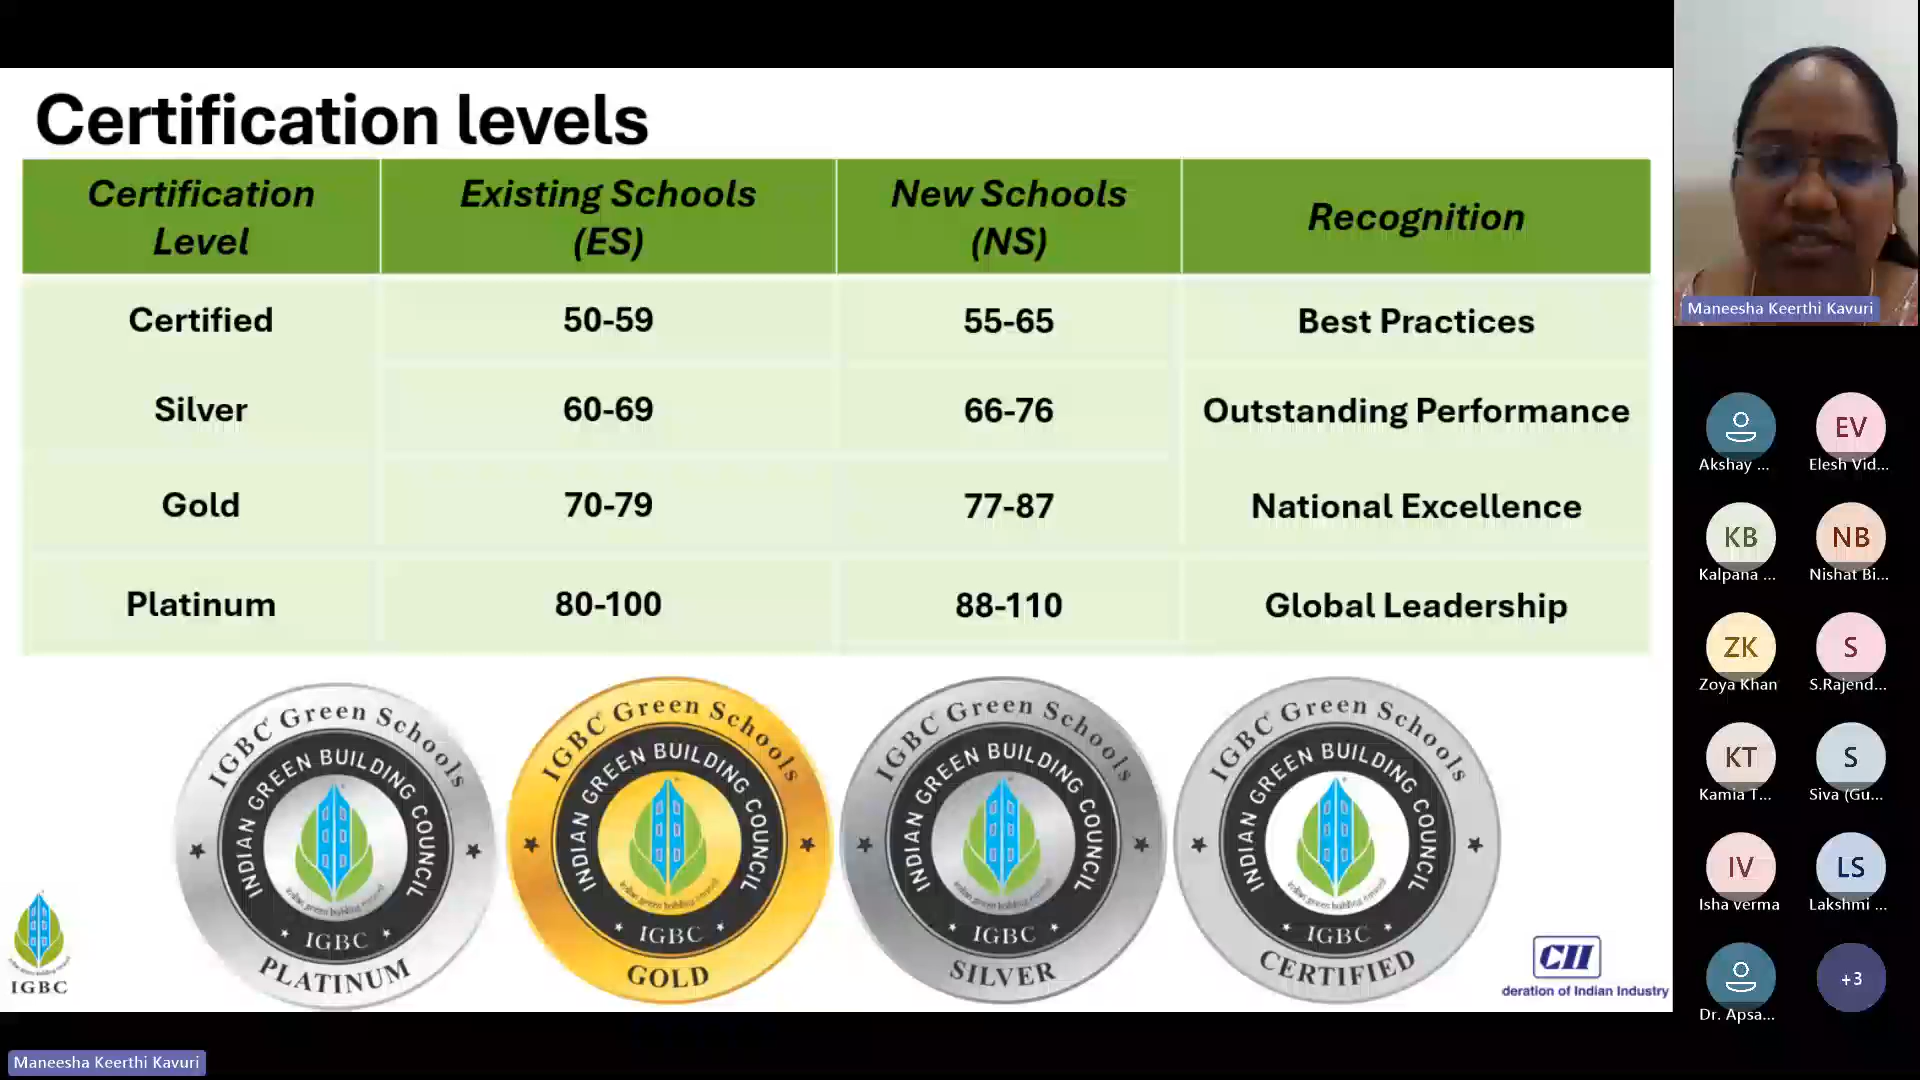 Certification levels
Certification Level
Existing Schools (ES)
New Schools (NS)
Recognition
Certified
50-59
55-65
Best Practices
Silver
60-69
66-76
Outstanding Performance
Gold
70-79
77-87
National Excellence
Platinum
80-100
88-110
Global Leadership
IGBC Green Schools
INDIAN GREEN BUILDING COUNCIL
IGBC
PLATINUM
IGBC Green Schools
INDIAN GREEN BUILDING COUNCIL
IGBC
GOLD
IGBC Green Schools
INDIAN GREEN BUILDING COUNCIL
IGBC
SILVER
IGBC Green Schools
INDIAN GREEN BUILDING COUNCIL
IGBC
CERTIFIED
IGBC
CII
deration of Indian Industry
Maneesha Keerthi Kavuri
Akshay ...
EV
Elesh Vid...
KB
Kalpana ...
NB
Nishat Bi...
ZK
Zoya Khan
S
S.Rajend...
KT
Kamia T...
S
Siva (Gu...
IV
Isha verma
LS
Lakshmi ...
Dr. Apsa...
+3
Maneesha Keerthi Kavuri